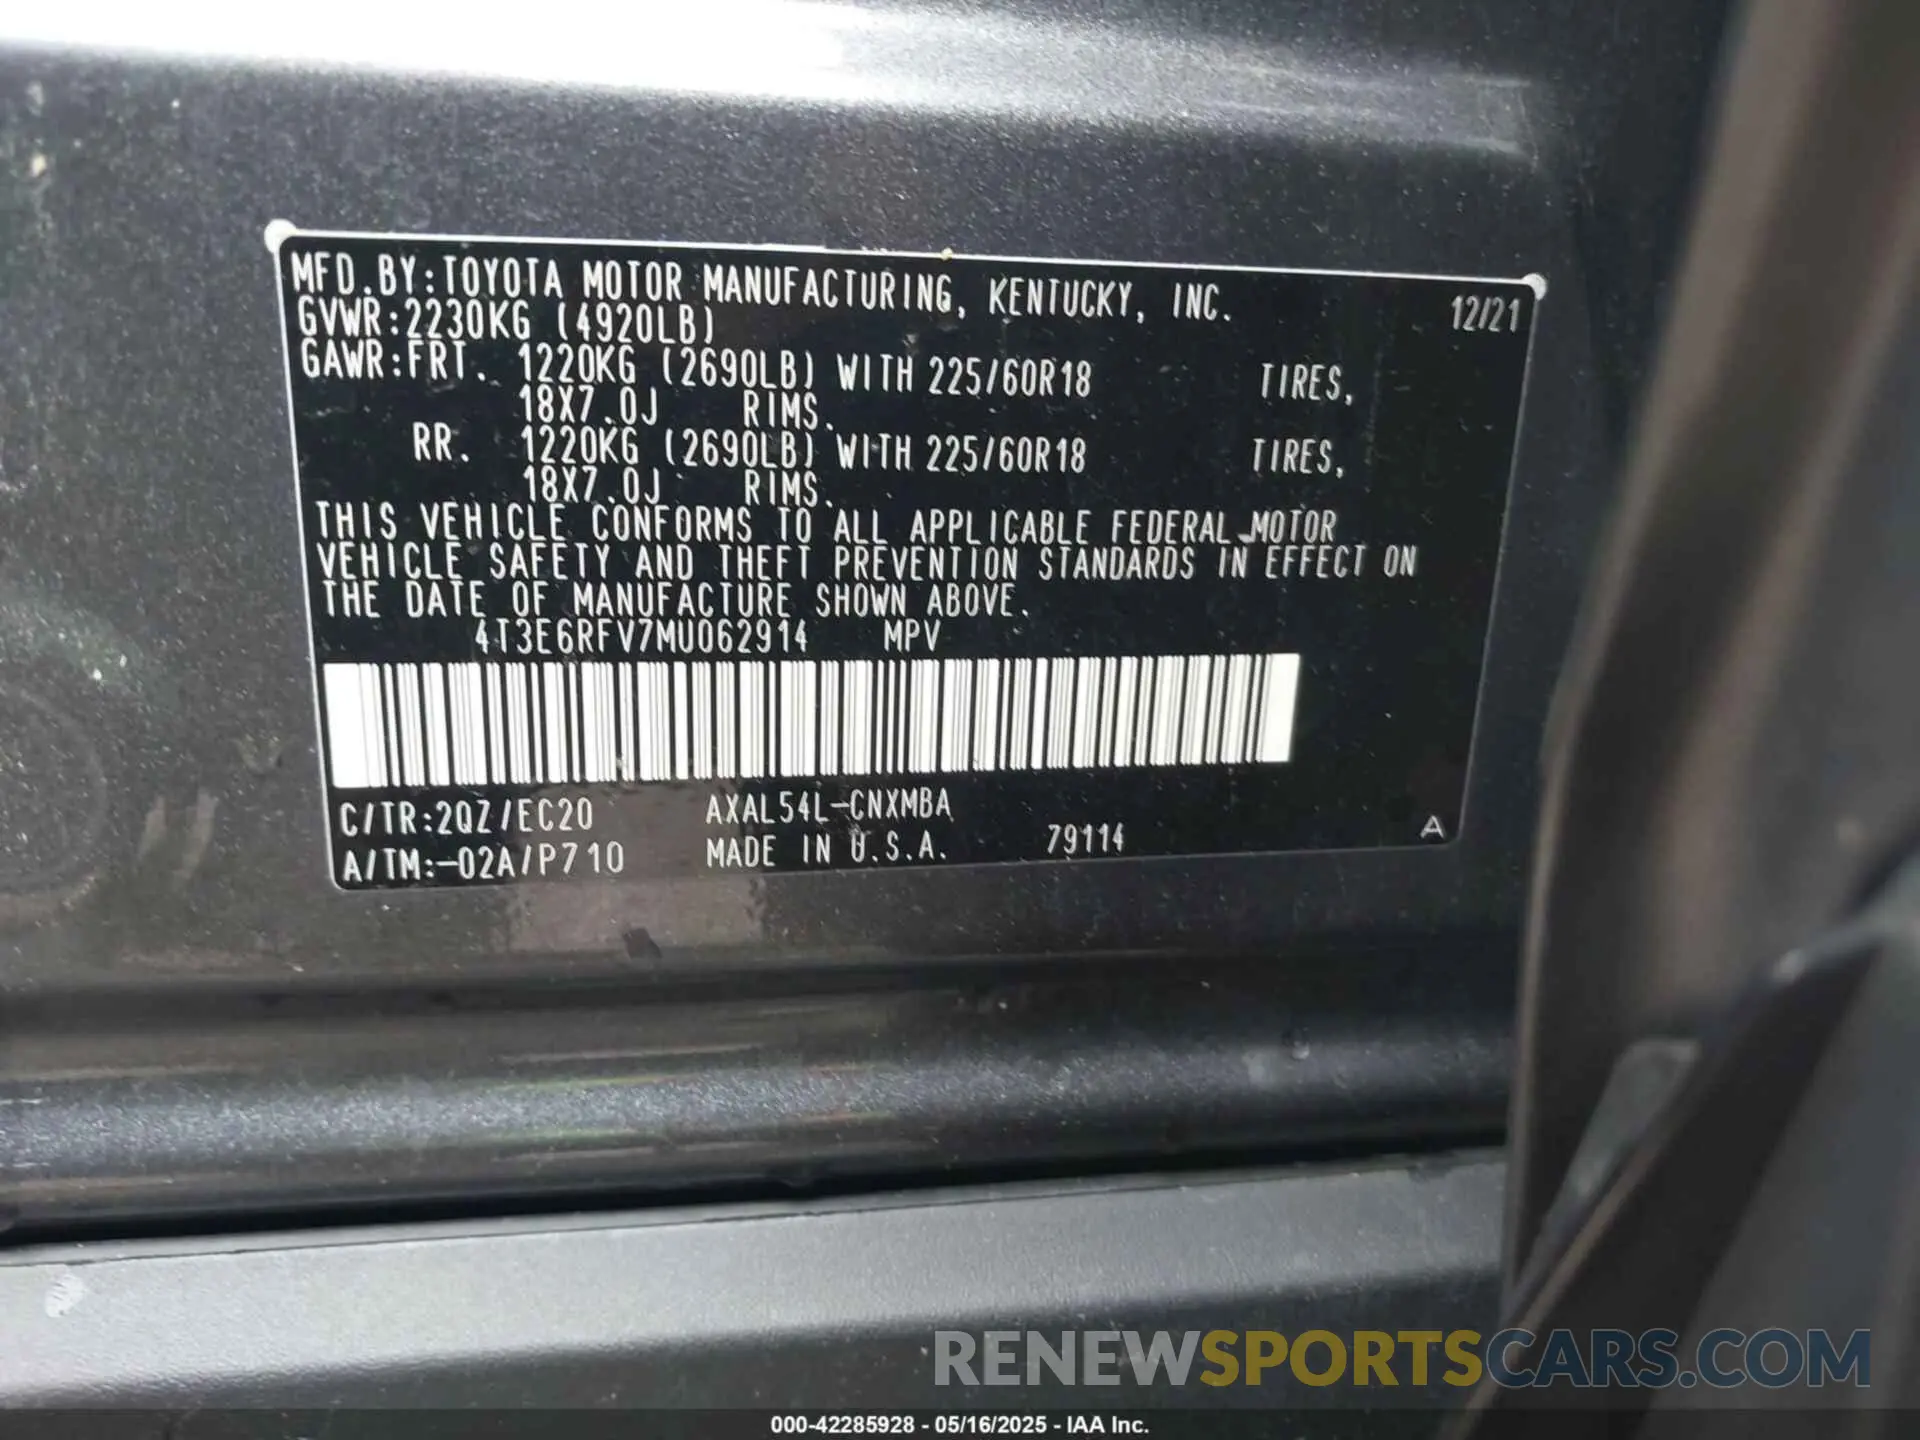 MFD.BY:TOYOTA MOTOR MANUFACTURING, KENTUCKY, INC. 12/21
GVWR:2230KG (4920LB)
GAWR:FRT. 1220KG (2690LB) WITH 225/60R18 TIRES,
18X7.0J RIMS.
RR. 1220KG (2690LB) WITH 225/60R18 TIRES,
18X7.0J RIMS.
THIS VEHICLE CONFORMS TO ALL APPLICABLE FEDERAL MOTOR
VEHICLE SAFETY AND THEFT PREVENTION STANDARDS IN EFFECT ON
THE DATE OF MANUFACTURE SHOWN ABOVE.
4T3E6RFV7MU062914 MPV
C/TR:2QZ/EC20 AXAL54L-CNXMBA
A/TM:-02A/P710 MADE IN U.S.A. 79114 A
RENEWSPORTSCARS.COM
000-42285928 - 05/16/2025 - IAA Inc.